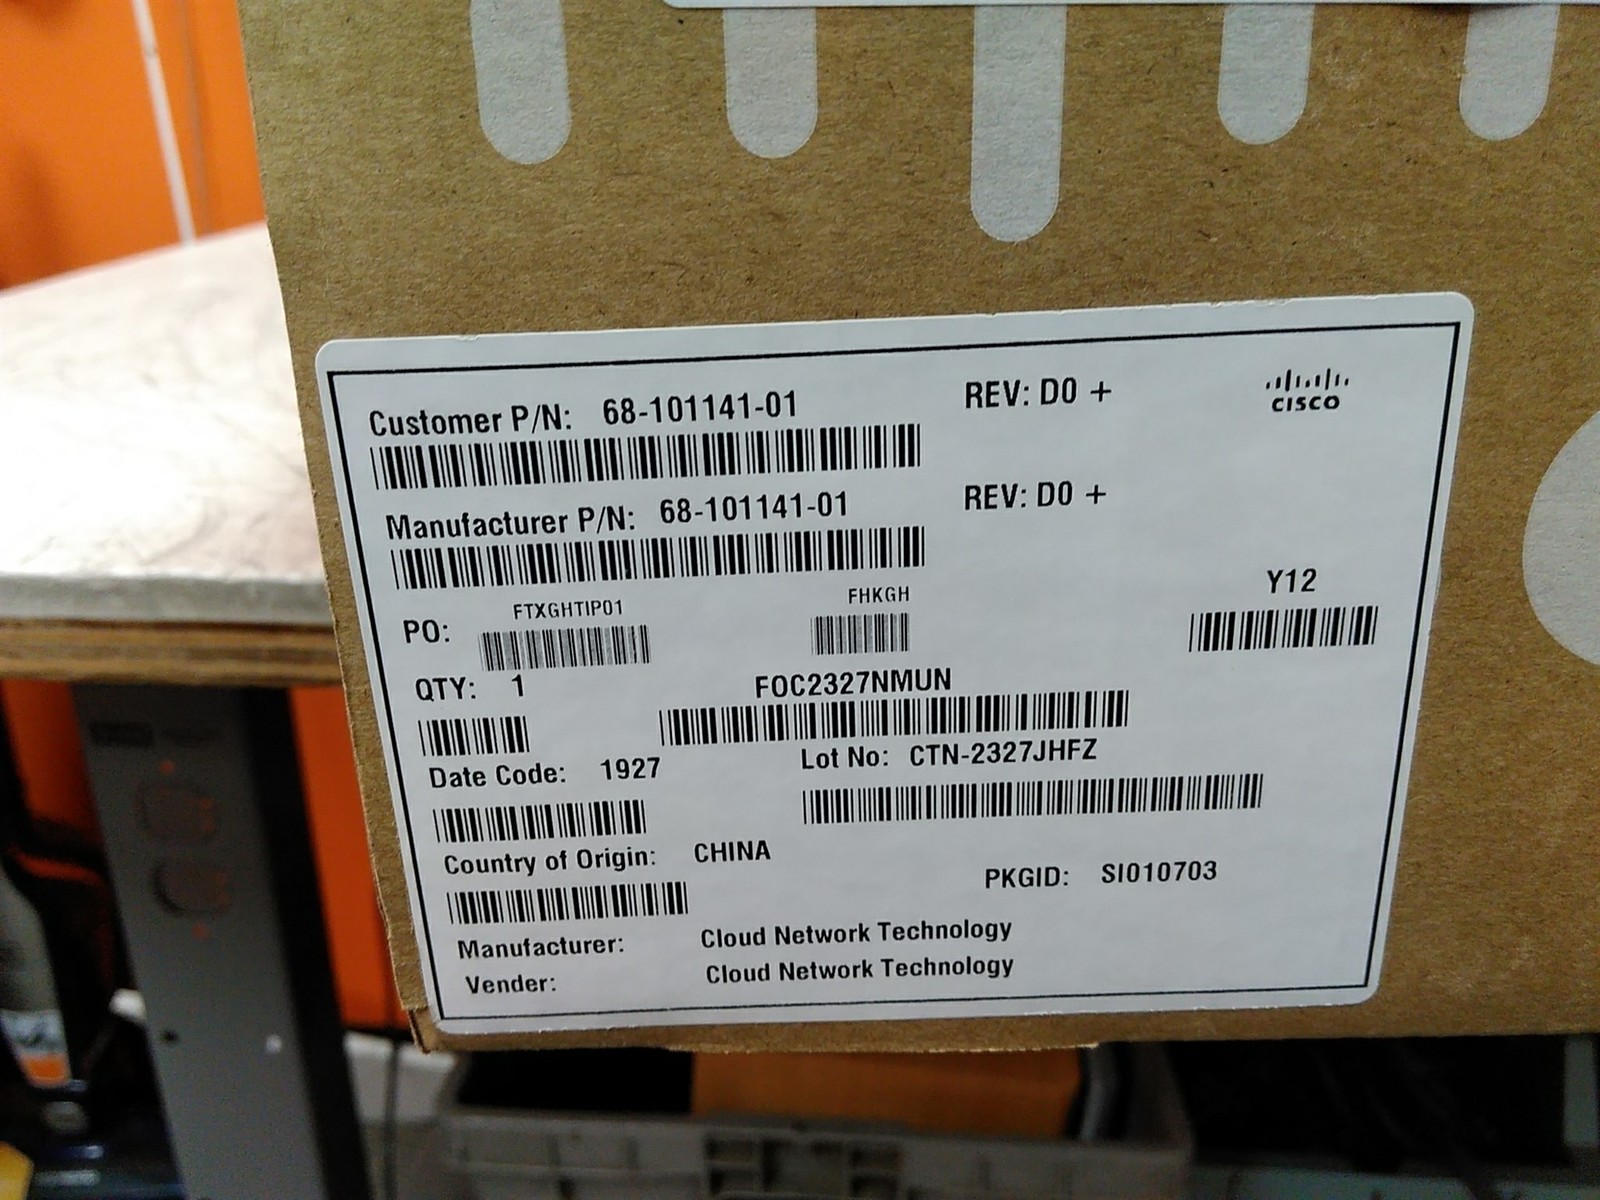 Customer P/N: 68-101141-01 REV: D0 +
CISCO
Manufacturer P/N: 68-101141-01 REV: D0 +
Y12
PO: FTXGHTIP01 FHKGH
QTY: 1 FOC2327NMUN
Date Code: 1927 Lot No: CTN-2327JHFZ
Country of Origin: CHINA PKGID: SI010703
Manufacturer: Cloud Network Technology
Vender: Cloud Network Technology